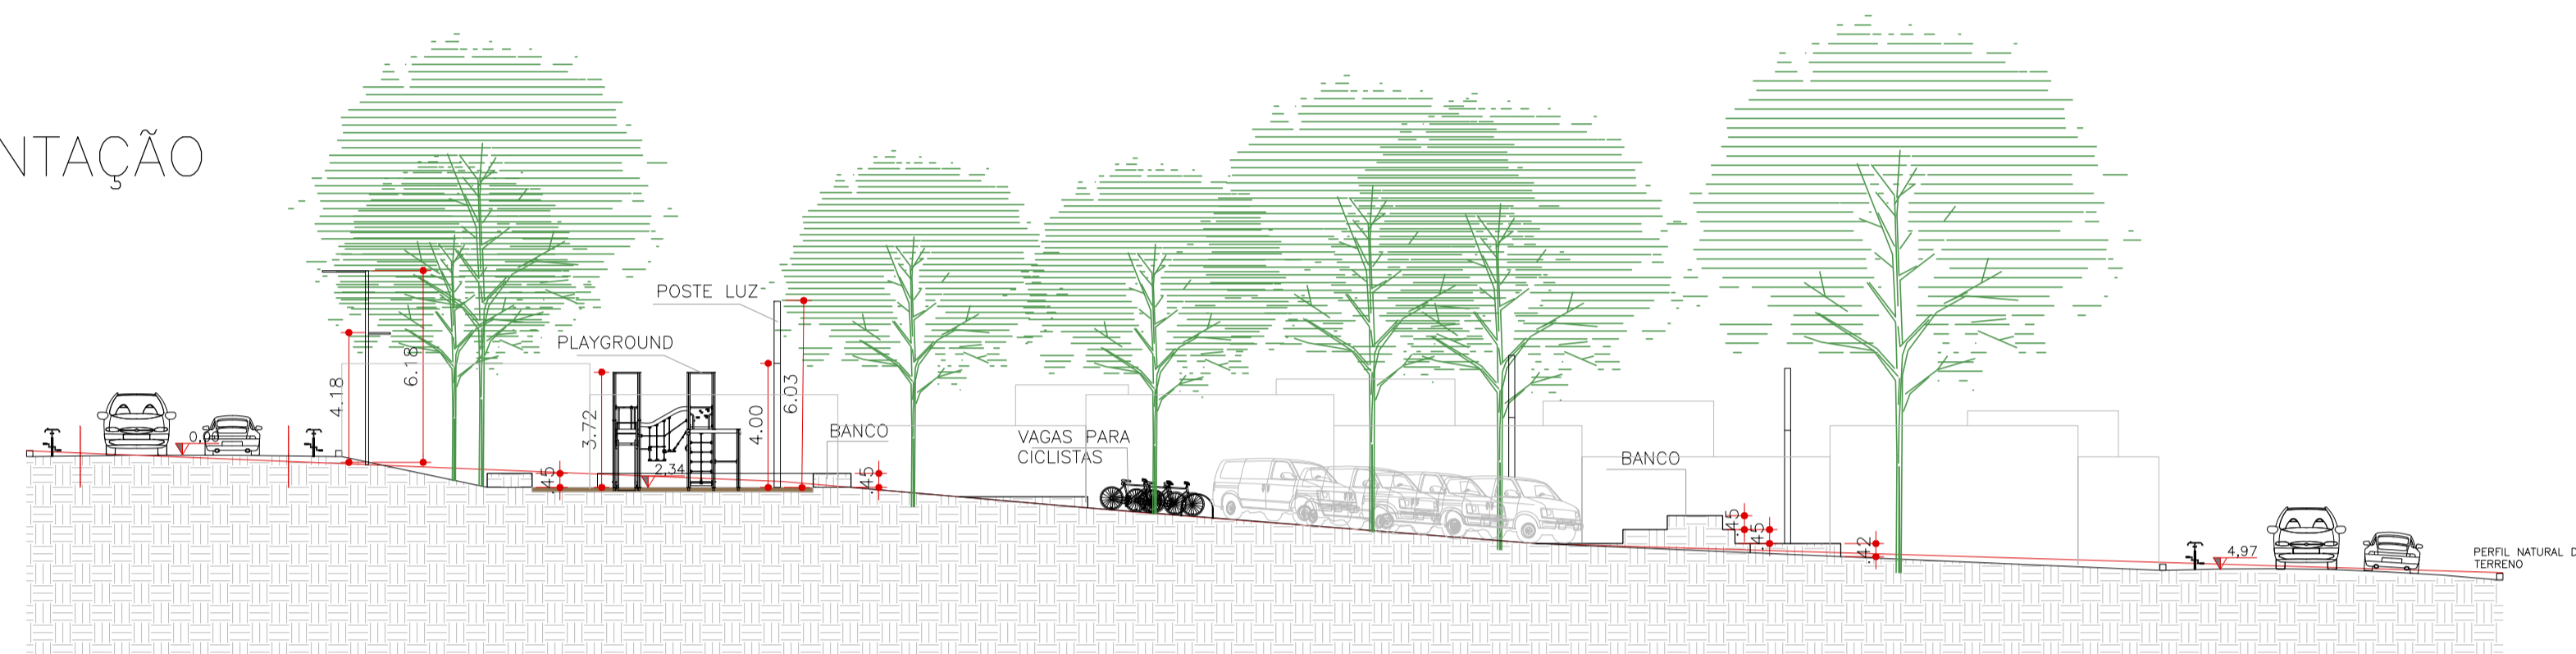 NTAÇÃO
POSTE LUZ
PLAYGROUND
4.18
6.18
3.72
4.00
6.03
BANCO
VAGAS PARA
CICLISTAS
BANCO
0,00
.45
2,34
.45
.45
.45
.42
4,97
PERFIL NATURAL D
TERRENO